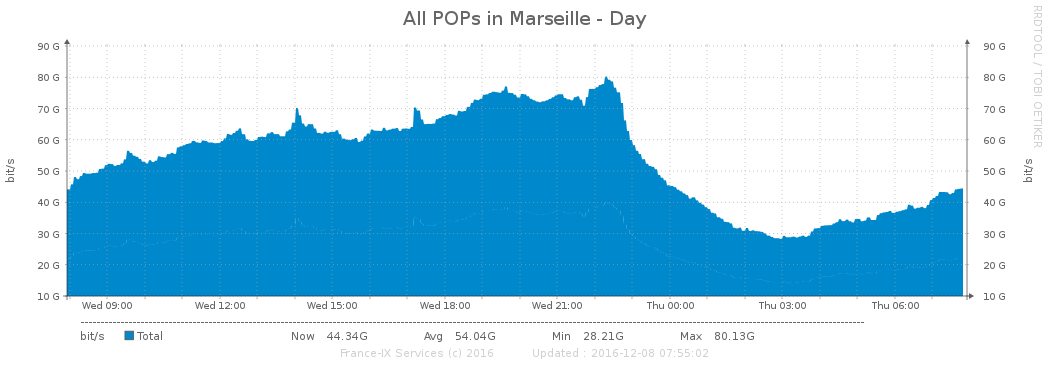 All POPs in Marseille - Day
RRDTOOL / TOBI OETIKER
90 G 90 G
80 G 80 G
70 G 70 G
60 G 60 G
50 G 50 G
bit/s bit/s
40 G 40 G
30 G 30 G
20 G 20 G
10 G 10 G
Wed 09:00 Wed 12:00 Wed 15:00 Wed 18:00 Wed 21:00 Thu 00:00 Thu 03:00 Thu 06:00
bit/s Total Now 44.34G Avg 54.04G Min 28.21G Max 80.13G
France-IX Services (c) 2016 Updated : 2016-12-08 07:55:02